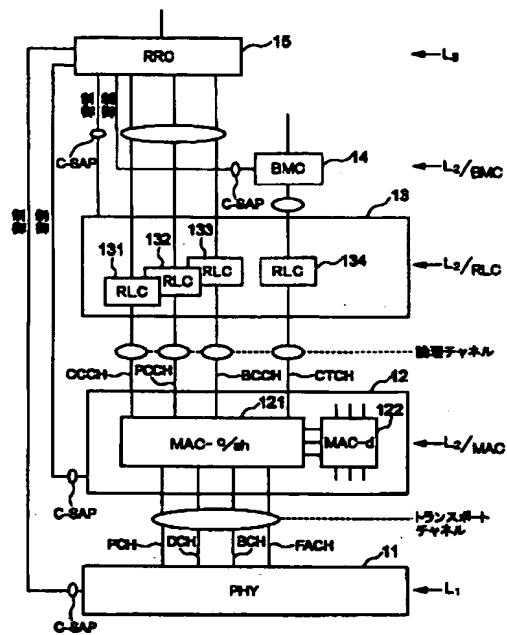 15
RRC
L3
制御
制御
C-SAP
14
BMC
C-SAP
L2/BMC
13
制御
制御
131
132
133
RLC
RLC
RLC
RLC
134
L2/RLC
論理チャネル
CCCH
PCCH
BCCH
CTCH
12
121
122
MAC-c/sh
MAC-d
L2/MAC
C-SAP
トランスポート
チャネル
PCH
DCH
BCH
FACH
11
PHY
L1
C-SAP